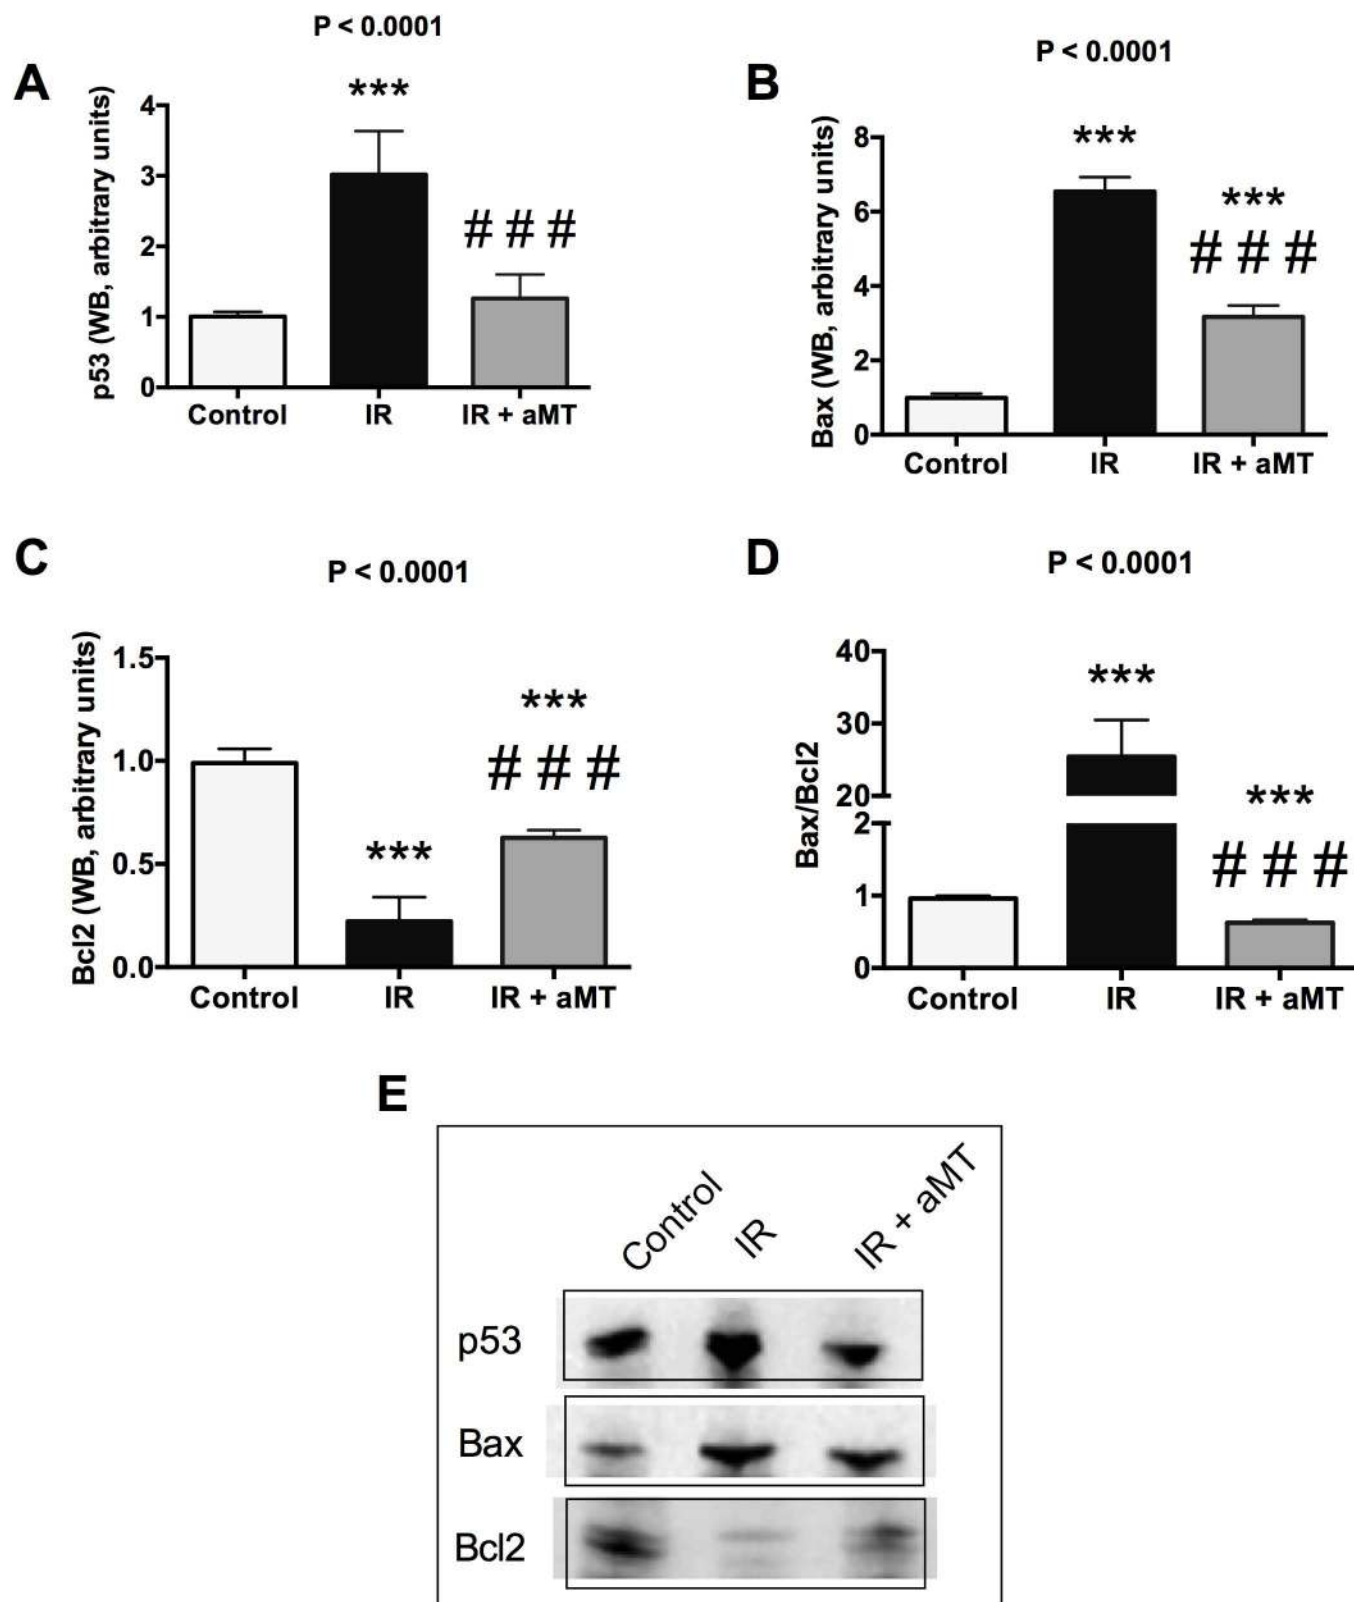 P < 0.0001
A
p53 (WB, arbitrary units)
4
3
2
1
0
***
# # #
Control IR IR + aMT
P < 0.0001
B
Bax (WB, arbitrary units)
8
6
4
2
0
***
***
# # #
Control IR IR + aMT
C
P < 0.0001
Bcl2 (WB, arbitrary units)
1.5
1.0
0.5
0.0
***
***
# # #
Control IR IR + aMT
D
P < 0.0001
Bax/Bcl2
40
30
20
2
1
0
***
***
# # #
Control IR IR + aMT
E
Control IR IR + aMT
p53
Bax
Bcl2